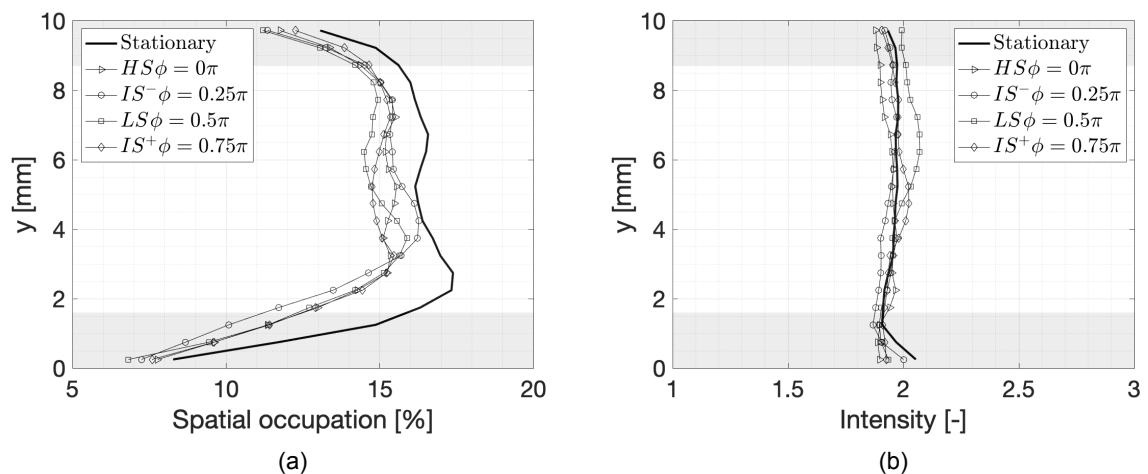 10
8
6
4
2
0
y [mm]
Stationary
HSϕ = 0π
IS⁻ϕ = 0.25π
LSϕ = 0.5π
IS⁺ϕ = 0.75π
5 10 15 20
Spatial occupation [%]
(a)
10
8
6
4
2
0
y [mm]
Stationary
HSϕ = 0π
IS⁻ϕ = 0.25π
LSϕ = 0.5π
IS⁺ϕ = 0.75π
1 1.5 2 2.5 3
Intensity [-]
(b)